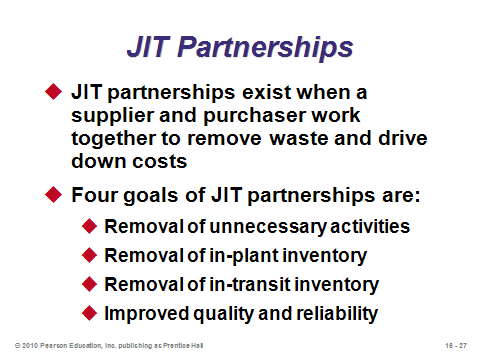 JIT Partnerships
JIT partnerships exist when a
supplier and purchaser work
together to remove waste and drive
down costs
Four goals of JIT partnerships are:
Removal of unnecessary activities
Removal of in-plant inventory
Removal of in-transit inventory
Improved quality and reliability
© 2010 Pearson Education, Inc. publishing as Prentice Hall
16 - 27